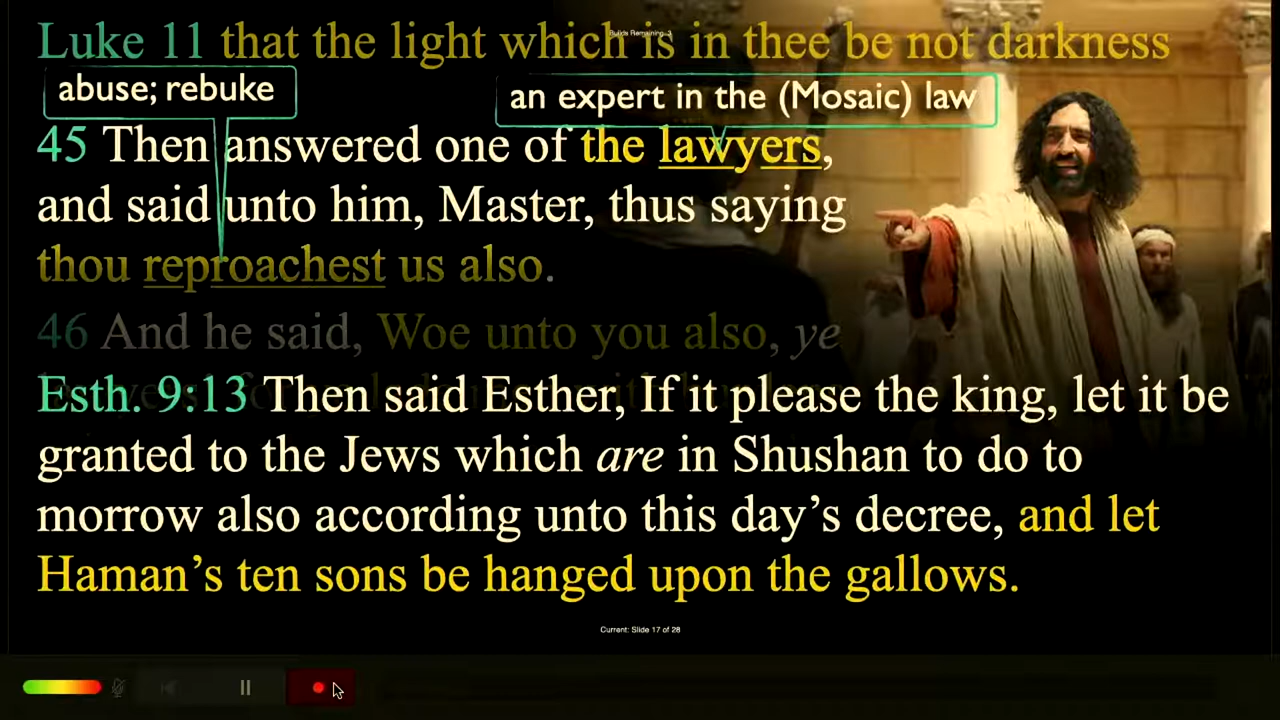 Builds Remaining: 3
Luke 11 that the light which is in thee be not darkness
abuse; rebuke
an expert in the (Mosaic) law
45 Then answered one of the lawyers,
and said unto him, Master, thus saying
thou reproachest us also.
46 And he said, Woe unto you also, ye
Esth. 9:13 Then said Esther, If it please the king, let it be
granted to the Jews which are in Shushan to do to
morrow also according unto this day’s decree, and let
Haman’s ten sons be hanged upon the gallows.
Current: Slide 17 of 28